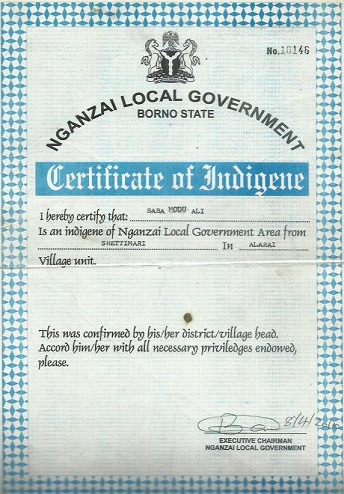 No. 10146
NGANZAI LOCAL GOVERNMENT
BORNO STATE
Certificate of Indigene
I hereby certify that: BABA MODU ALI
Is an indigene of Nganzai Local Government Area from
SHETTIMARI In ALARAI
Village unit.
This was confirmed by his/her district/village head.
Accord him/her with all necessary priviledges endowed,
please.
8/4/
EXECUTIVE CHAIRMAN
NGANZAI LOCAL GOVERNMENT